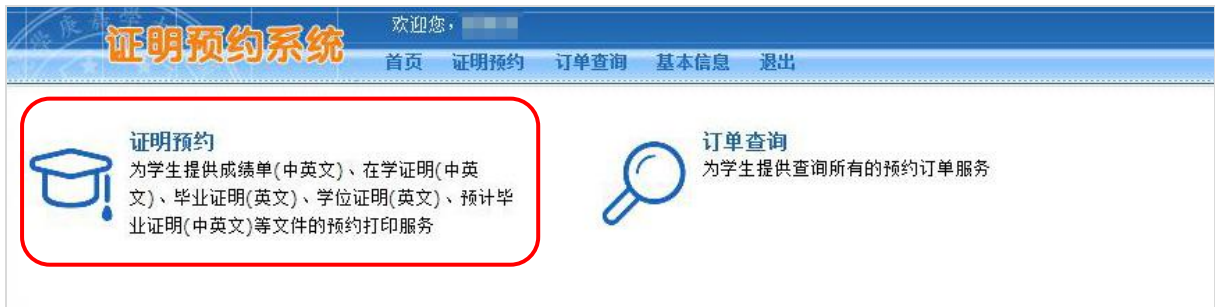 欢迎您，
证明预约系统
首页 证明预约 订单查询 基本信息 退出
证明预约
为学生提供成绩单(中英文)、在学证明(中英
文)、毕业证明(英文)、学位证明(英文)、预计毕
业证明(中英文)等文件的预约打印服务
订单查询
为学生提供查询所有的预约订单服务